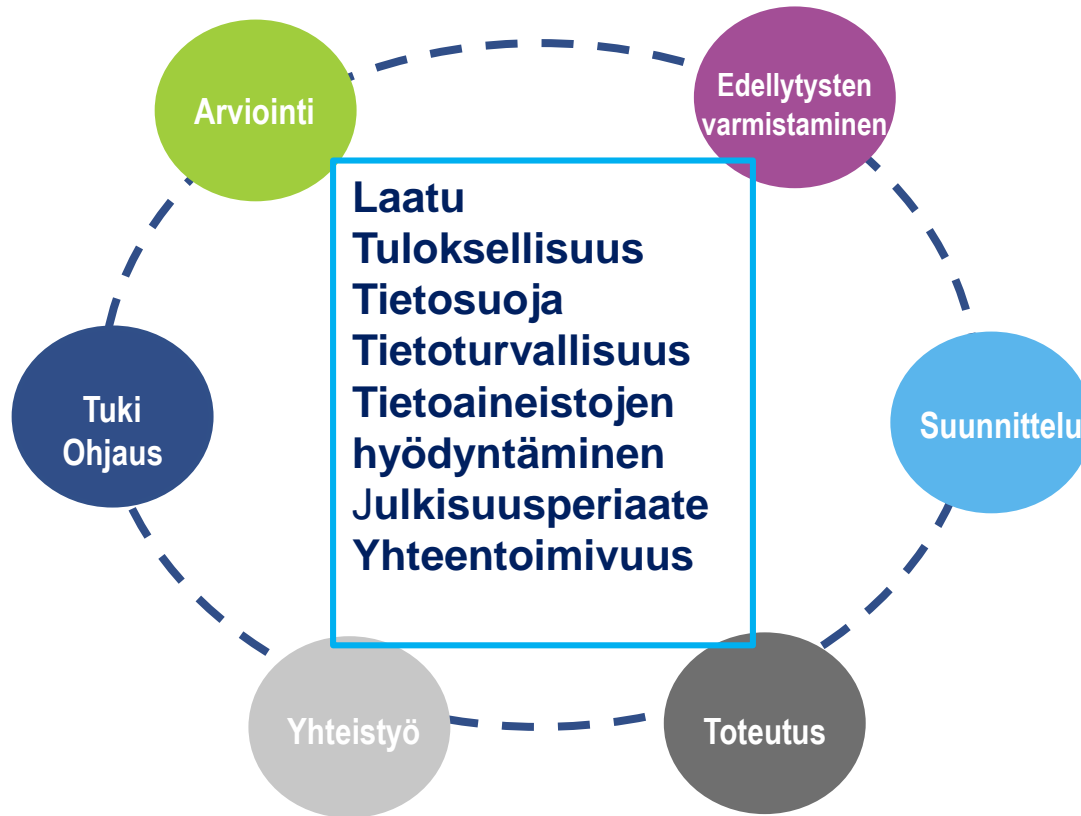 Arviointi
Edellytysten
varmistaminen
Laatu
Tuloksellisuus
Tietosuoja
Tietoturvallisuus
Tietoaineistojen
hyödyntäminen
Julkisuusperiaate
Yhteentoimivuus
Tuki
Ohjaus
Suunnittelu
Yhteistyö
Toteutus